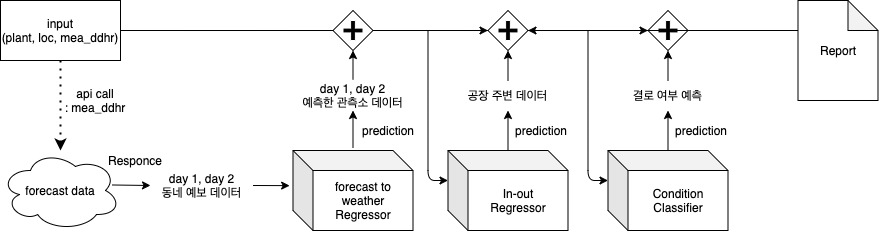 input
(plant, loc, mea_ddhr)
api call
: mea_ddhr
forecast data
Responce
day 1, day 2
동네 예보 데이터
day 1, day 2
예측한 관측소 데이터
prediction
forecast to
weather
Regressor
공장 주변 데이터
prediction
In-out
Regressor
결로 여부 예측
prediction
Condition
Classifier
Report